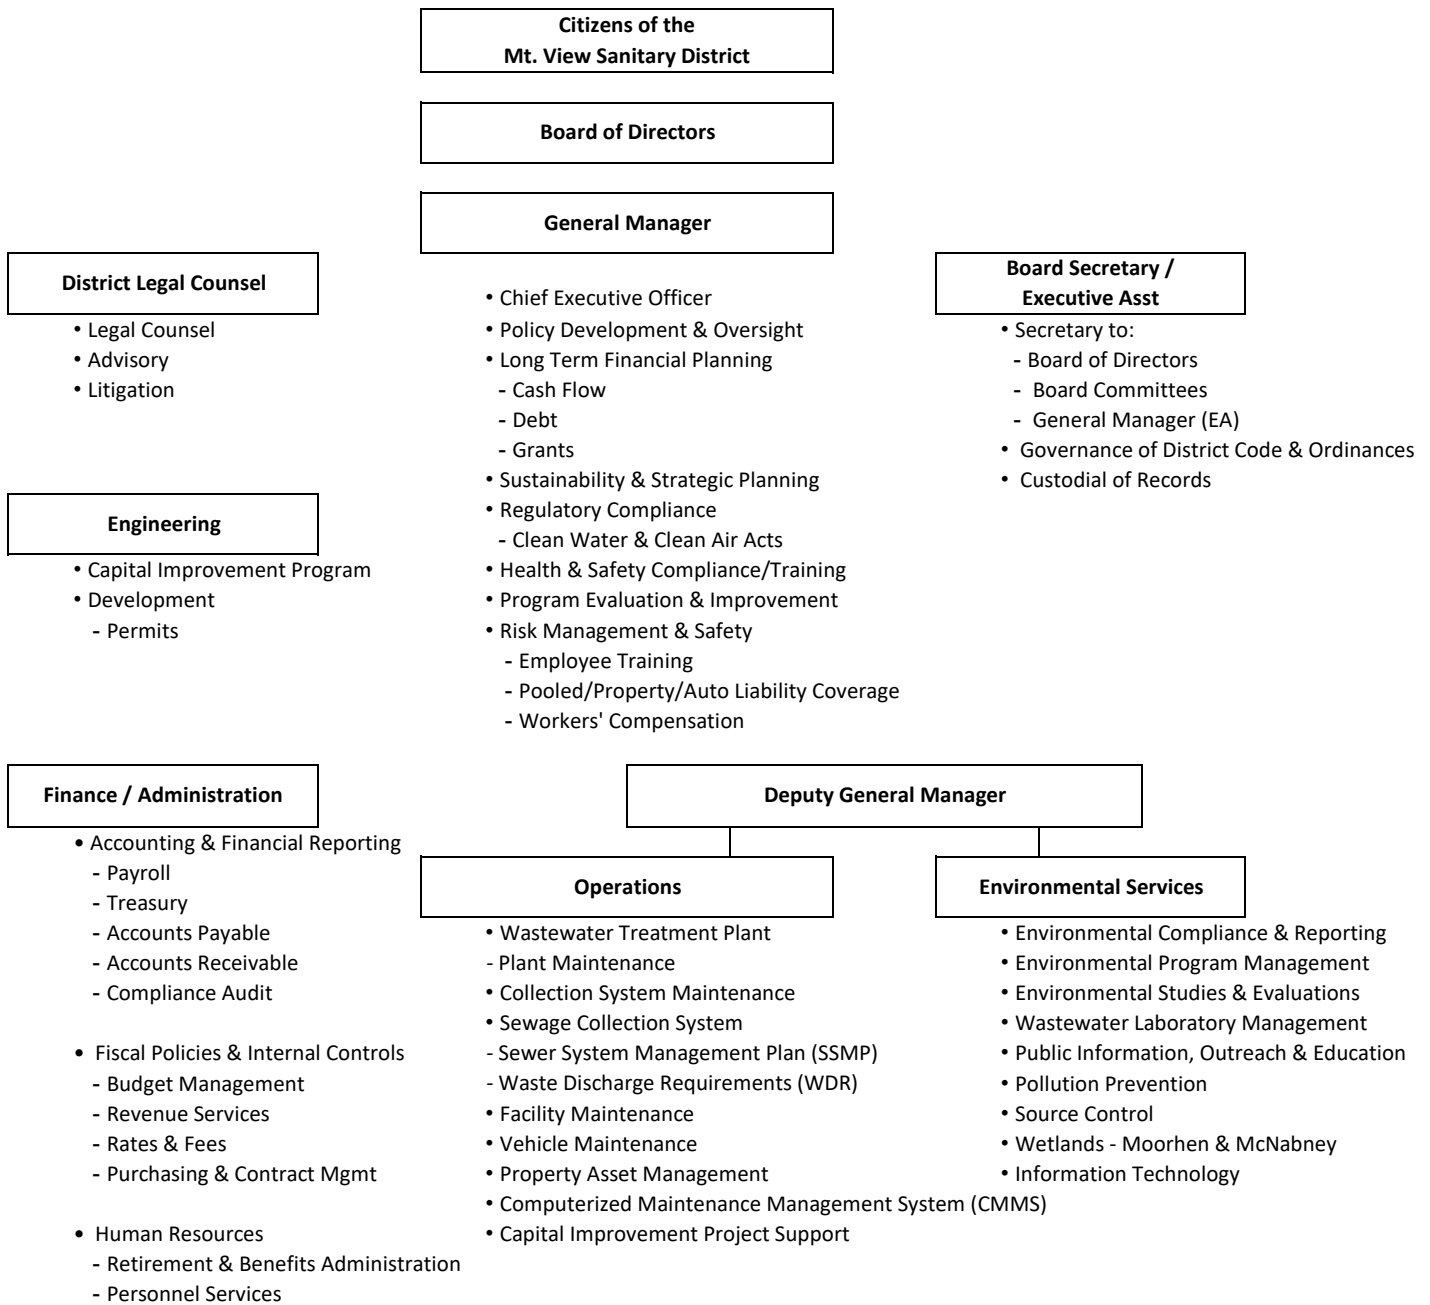 Citizens of the
Mt. View Sanitary District
Board of Directors
General Manager
• Chief Executive Officer
• Policy Development & Oversight
• Long Term Financial Planning
- Cash Flow
- Debt
- Grants
• Sustainability & Strategic Planning
• Regulatory Compliance
- Clean Water & Clean Air Acts
• Health & Safety Compliance/Training
• Program Evaluation & Improvement
• Risk Management & Safety
- Employee Training
- Pooled/Property/Auto Liability Coverage
- Workers' Compensation
District Legal Counsel
• Legal Counsel
• Advisory
• Litigation
Board Secretary /
Executive Asst
• Secretary to:
- Board of Directors
- Board Committees
- General Manager (EA)
• Governance of District Code & Ordinances
• Custodial of Records
Engineering
• Capital Improvement Program
• Development
- Permits
Finance / Administration
• Accounting & Financial Reporting
- Payroll
- Treasury
- Accounts Payable
- Accounts Receivable
- Compliance Audit
• Fiscal Policies & Internal Controls
- Budget Management
- Revenue Services
- Rates & Fees
- Purchasing & Contract Mgmt
• Human Resources
- Retirement & Benefits Administration
- Personnel Services
Deputy General Manager
Operations
• Wastewater Treatment Plant
- Plant Maintenance
• Collection System Maintenance
• Sewage Collection System
- Sewer System Management Plan (SSMP)
- Waste Discharge Requirements (WDR)
• Facility Maintenance
• Vehicle Maintenance
• Property Asset Management
• Computerized Maintenance Management System (CMMS)
• Capital Improvement Project Support
Environmental Services
• Environmental Compliance & Reporting
• Environmental Program Management
• Environmental Studies & Evaluations
• Wastewater Laboratory Management
• Public Information, Outreach & Education
• Pollution Prevention
• Source Control
• Wetlands - Moorhen & McNabney
• Information Technology